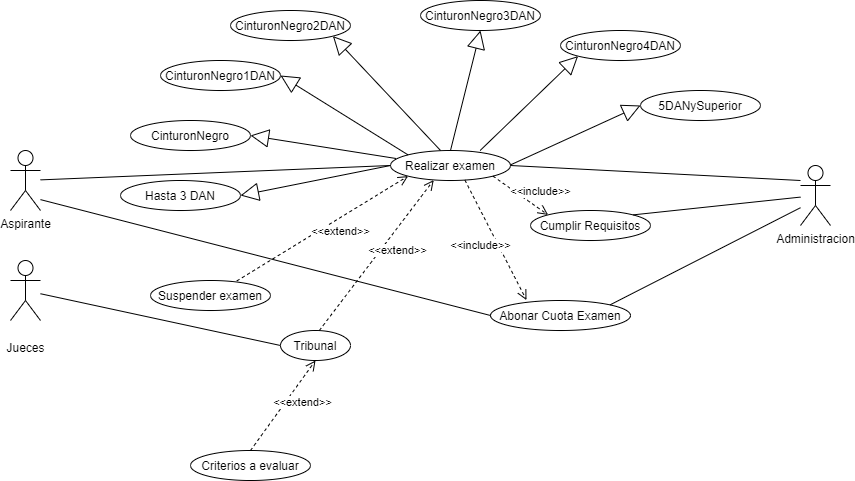 CinturonNegro3DAN
CinturonNegro2DAN
CinturonNegro4DAN
CinturonNegro1DAN
5DANySuperior
CinturonNegro
Realizar examen
Hasta 3 DAN
<<include>>
Aspirante
Cumplir Requisitos
<<extend>>
Administracion
<<include>>
<<extend>>
Suspender examen
Abonar Cuota Examen
Jueces
Tribunal
<<extend>>
Criterios a evaluar